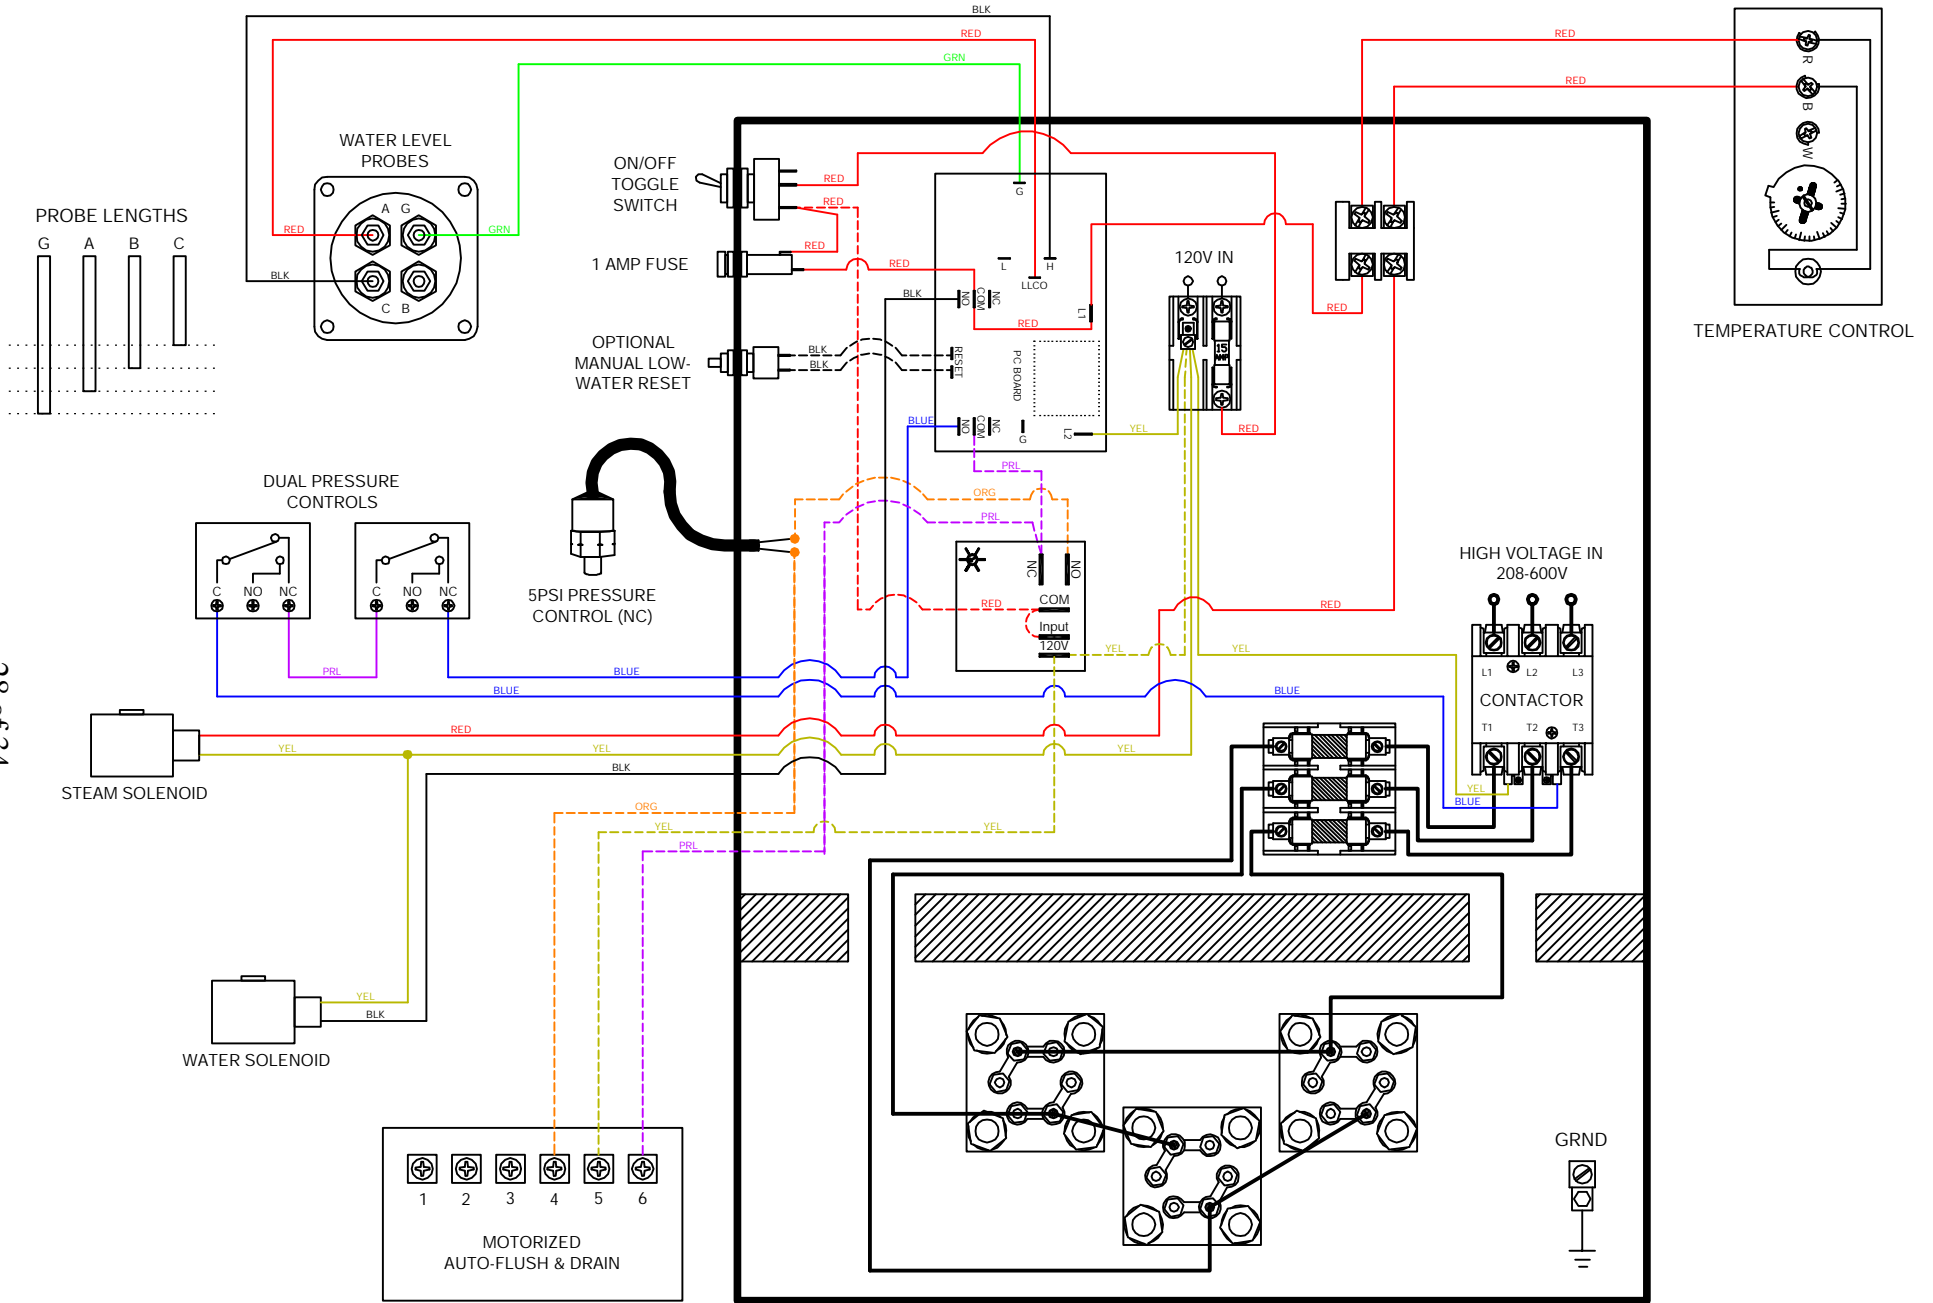 BLK
RED
GRN
RED
RED
R
B
W
TEMPERATURE CONTROL
WATER LEVEL
PROBES
A G
C B
RED
GRN
BLK
PROBE LENGTHS
G A B C
ON/OFF
TOGGLE
SWITCH
RED
RED
RED
1 AMP FUSE
RED
OPTIONAL
MANUAL LOW-
WATER RESET
BLK
BLK
BLK
G
L
H
LLCO
NO
COM
NC
RED
L1
RESET
PC BOARD
NO
COM
NC
G
L2
BLUE
YEL
120V IN
15
AMP
RED
RED
PRL
ORG
PRL
DUAL PRESSURE
CONTROLS
C NO NC
C NO NC
PRL
5PSI PRESSURE
CONTROL (NC)
NC
NO
COM
Input
120V
RED
YEL
YEL
RED
HIGH VOLTAGE IN
208-600V
L1 L2 L3
CONTACTOR
T1 T2 T3
YEL
BLUE
BLUE
BLUE
BLUE
RED
YEL
YEL
YEL
BLK
STEAM SOLENOID
ORG
YEL
YEL
PRL
YEL
BLK
WATER SOLENOID
1 2 3 4 5 6
MOTORIZED
AUTO-FLUSH & DRAIN
GRND